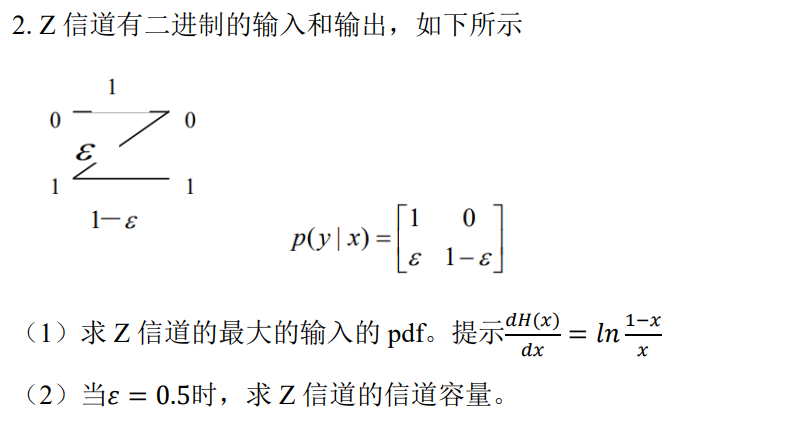 2. Z 信道有二进制的输入和输出，如下所示
1
0 0
ε
1 1
1−ε
p(y | x) = [1 0
ε 1−ε]
（1）求 Z 信道的最大的输入的 pdf。提示 dH(x)/dx = ln (1−x)/x
（2）当ε = 0.5时，求 Z 信道的信道容量。